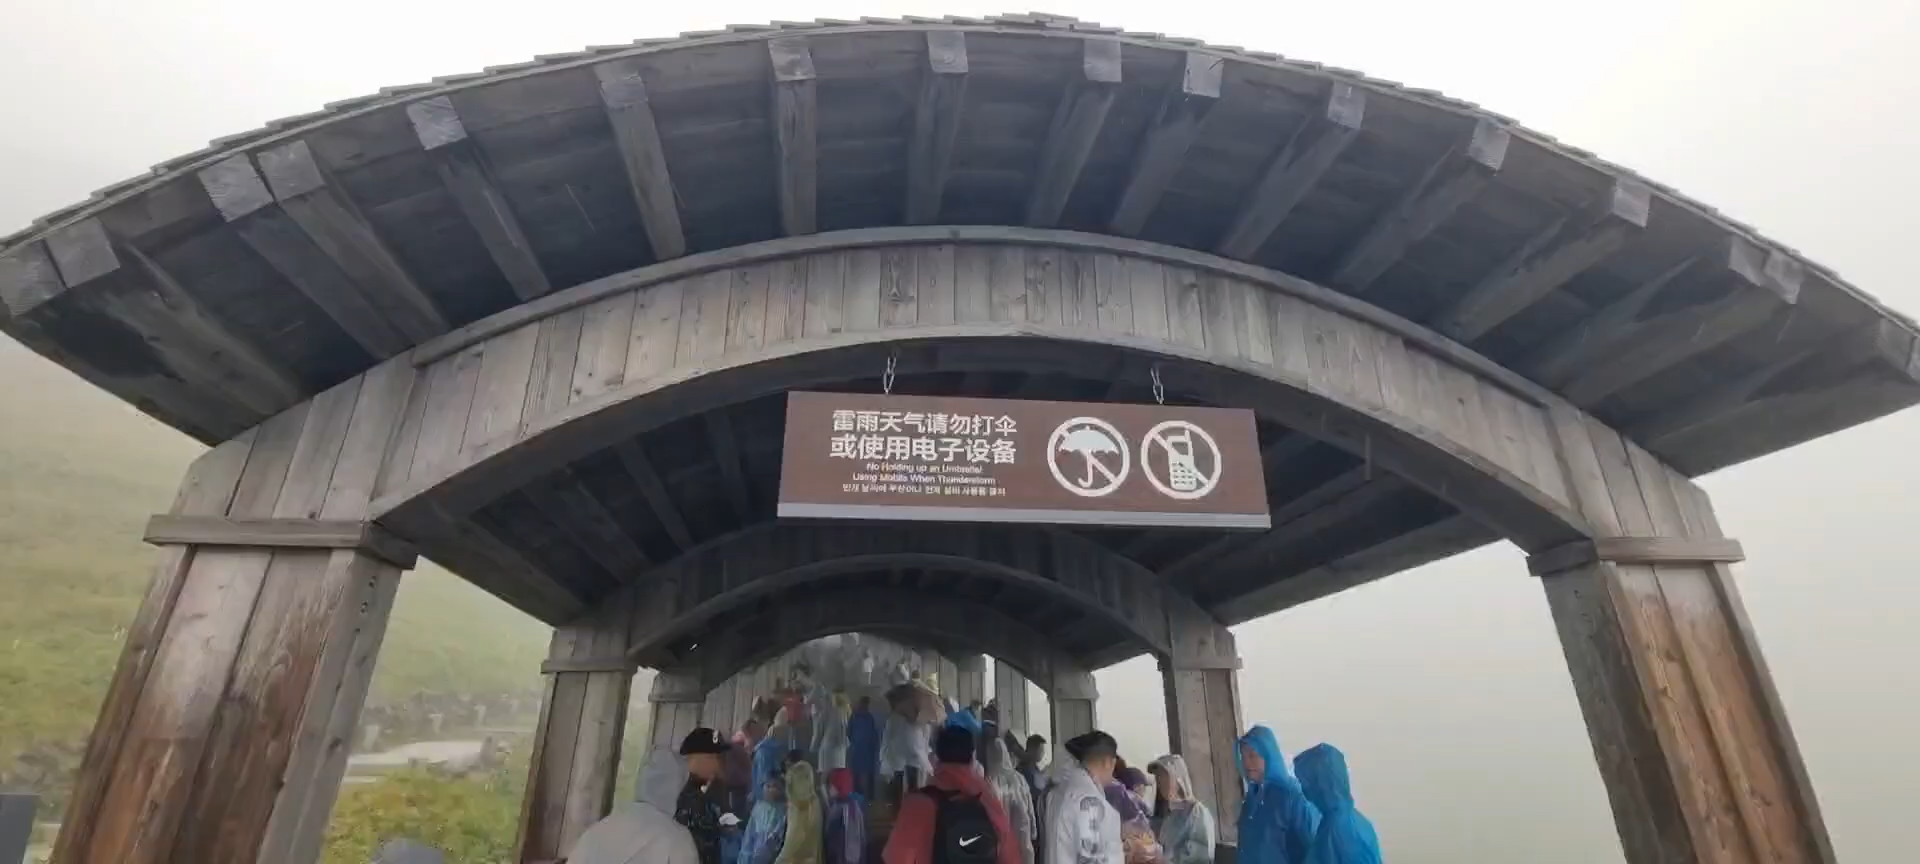 雷雨天气请勿打伞
或使用电子设备
No Holding up an Umbrella/
Using Mobile When Thunderstorm